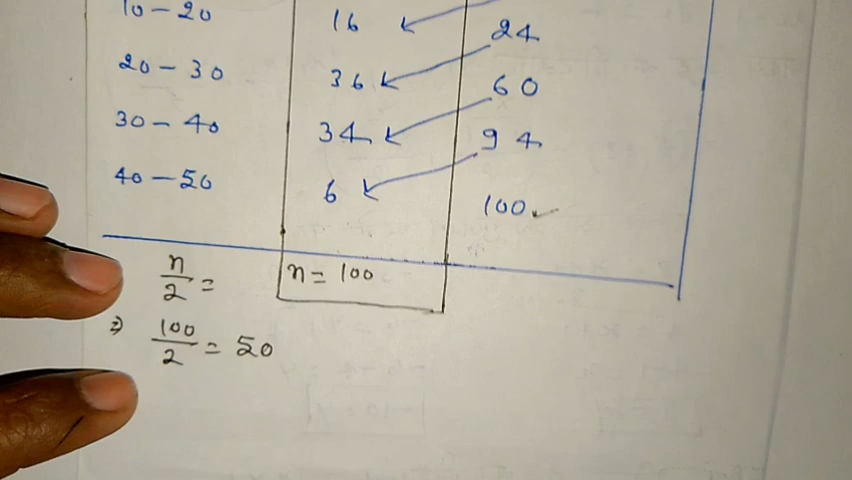 10 – 20 16 24
20 – 30 36 60
30 – 40 34 94
40 – 50 6 100
n/2 = n = 100
⇒ 100/2 = 50